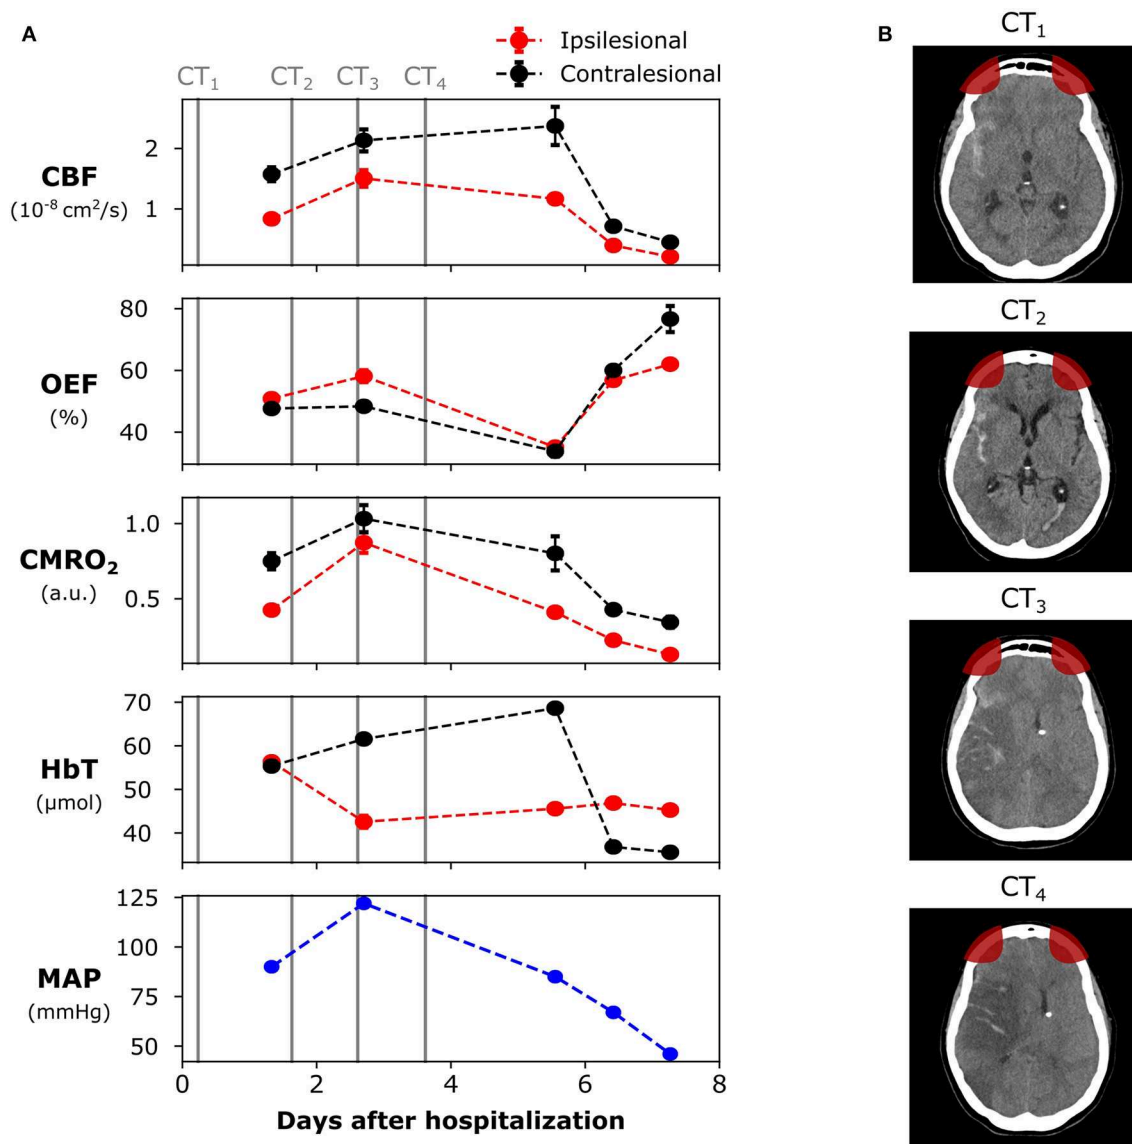 A
Ipsilesional
Contralesional
CT₁ CT₂ CT₃ CT₄
CBF
(10⁻⁸ cm²/s)
2
1
OEF
(%)
80
60
40
CMRO₂
(a.u.)
1.0
0.5
HbT
(μmol)
70
60
50
40
MAP
(mmHg)
125
100
75
50
0 2 4 6 8
Days after hospitalization
B
CT₁
CT₂
CT₃
CT₄